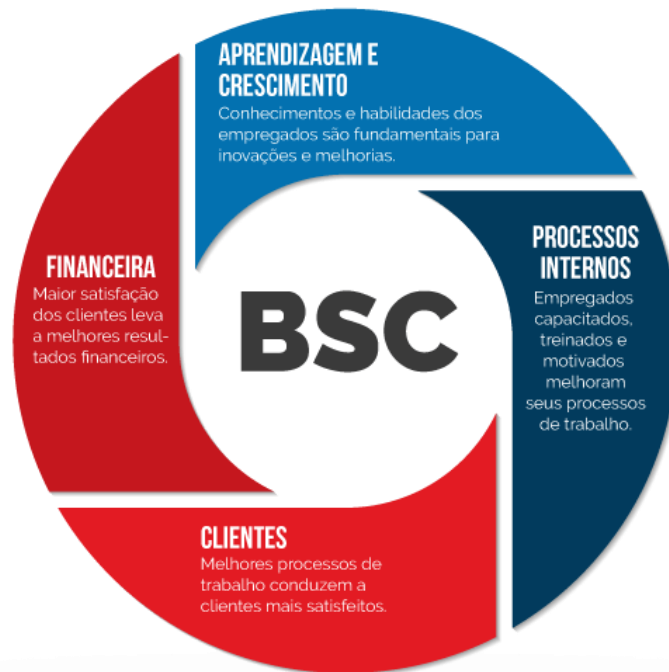 APRENDIZAGEM E
CRESCIMENTO
Conhecimentos e habilidades dos
empregados são fundamentais para
inovações e melhorias.
PROCESSOS
INTERNOS
Empregados
capacitados,
treinados e
motivados
melhoram
seus processos
de trabalho.
CLIENTES
Melhores processos de
trabalho conduzem a
clientes mais satisfeitos.
FINANCEIRA
Maior satisfação
dos clientes leva
a melhores resul-
tados financeiros.
BSC